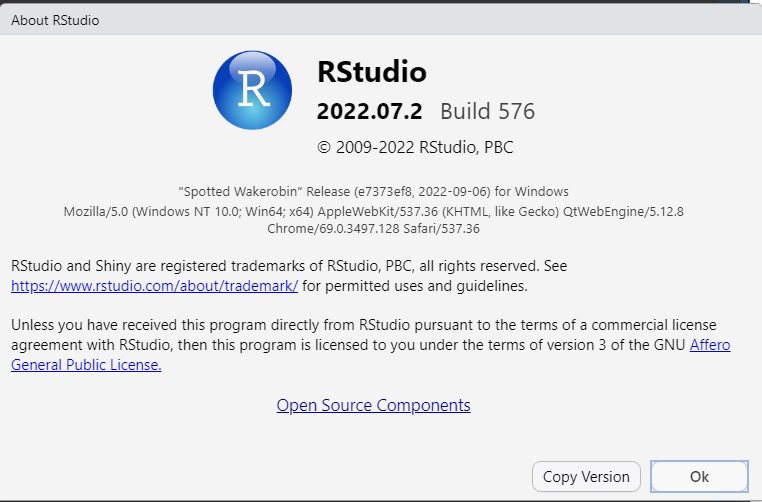 About RStudio
R
RStudio
2022.07.2 Build 576
© 2009-2022 RStudio, PBC
"Spotted Wakerobin" Release (e7373ef8, 2022-09-06) for Windows
Mozilla/5.0 (Windows NT 10.0; Win64; x64) AppleWebKit/537.36 (KHTML, like Gecko) QtWebEngine/5.12.8
Chrome/69.0.3497.128 Safari/537.36
RStudio and Shiny are registered trademarks of RStudio, PBC, all rights reserved. See
https://www.rstudio.com/about/trademark/ for permitted uses and guidelines.
Unless you have received this program directly from RStudio pursuant to the terms of a commercial license
agreement with RStudio, then this program is licensed to you under the terms of version 3 of the GNU Affero
General Public License.
Open Source Components
Copy Version Ok